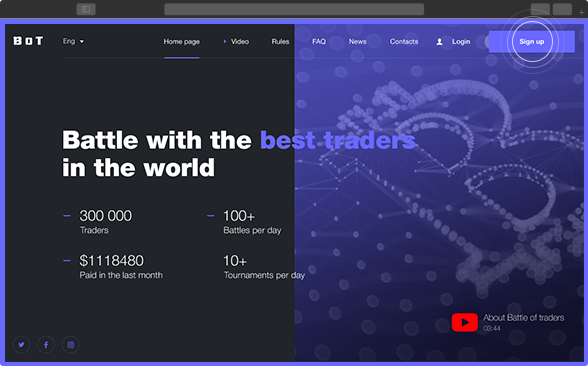 BOT
Eng
Home page
Video
Rules
FAQ
News
Contacts
Login
Sign up
Battle with the best traders
in the world
300 000
Traders
100+
Battles per day
$1118480
Paid in the last month
10+
Tournaments per day
About Battle of traders
03:44